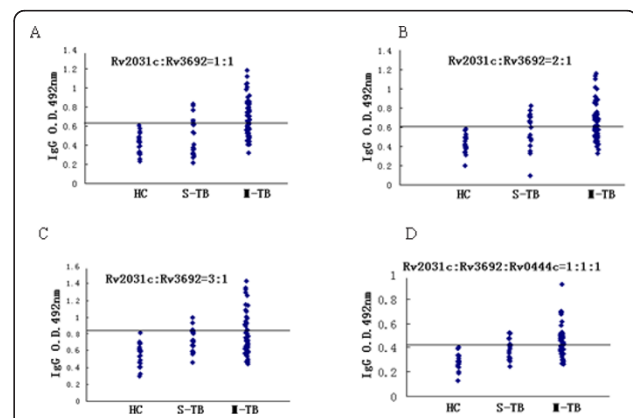 A
Rv2031c:Rv3692=1:1
IgG O.D.492nm
1.4
1.2
1
0.8
0.6
0.4
0.2
0
HC S-TB -TB
B
Rv2031c:Rv3692=2:1
IgG O.D.492nm
1.4
1.2
1
0.8
0.6
0.4
0.2
0
HC S-TB -TB
C
Rv2031c:Rv3692=3:1
IgG O.D.492nm
1.6
1.4
1.2
1
0.8
0.6
0.4
0.2
0
HC S-TB -TB
D
Rv2031c:Rv3692:Rv0444c=1:1:1
IgG O.D.492nm
1
0.8
0.6
0.4
0.2
0
HC S-TB -TB